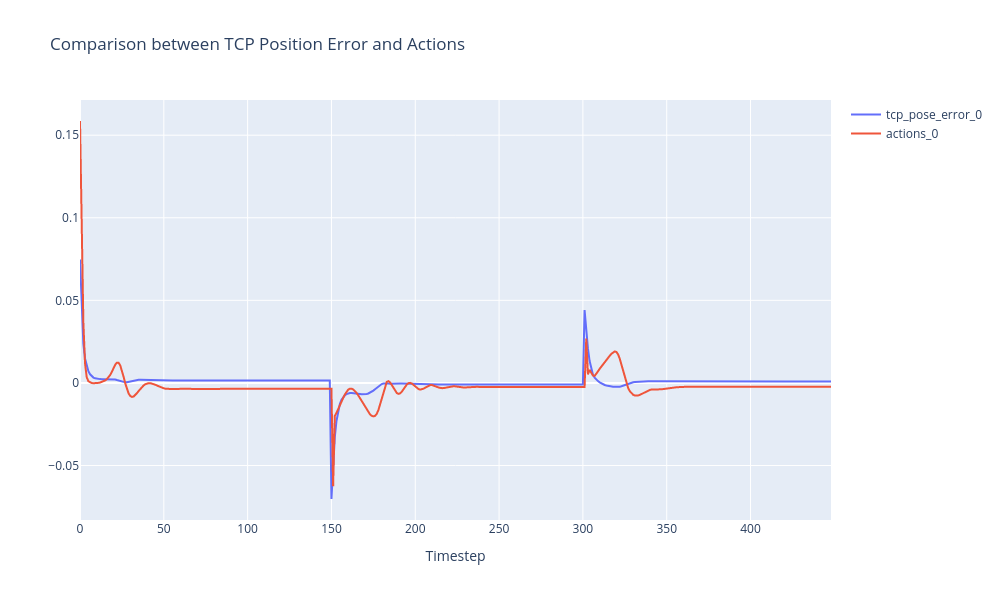 Comparison between TCP Position Error and Actions
tcp_pose_error_0
actions_0
0.15
0.1
0.05
0
−0.05
0 50 100 150 200 250 300 350 400
Timestep